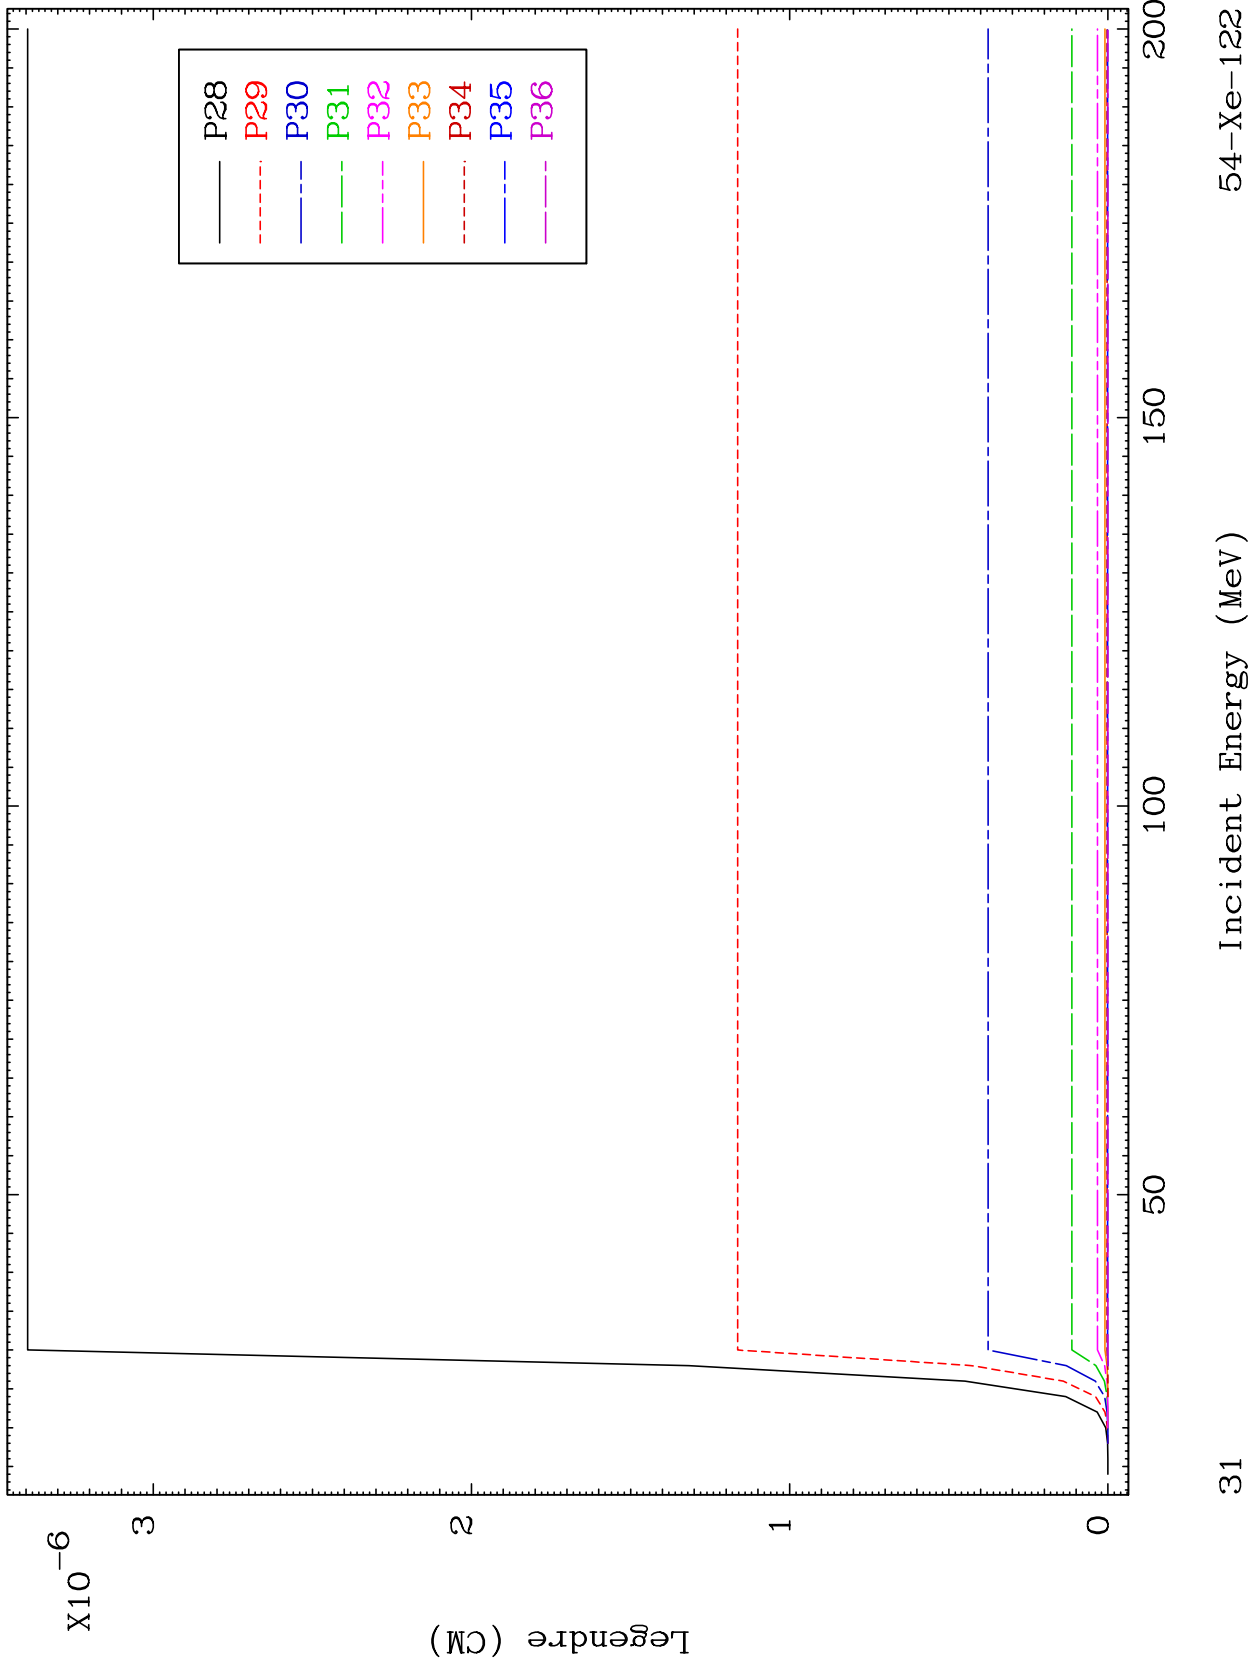 X10-6
3
2
1
0
Legendre (CM)
P28
P29
P30
P31
P32
P33
P34
P35
P36
50
100
150
200
Incident Energy (MeV)
31
54-Xe-122